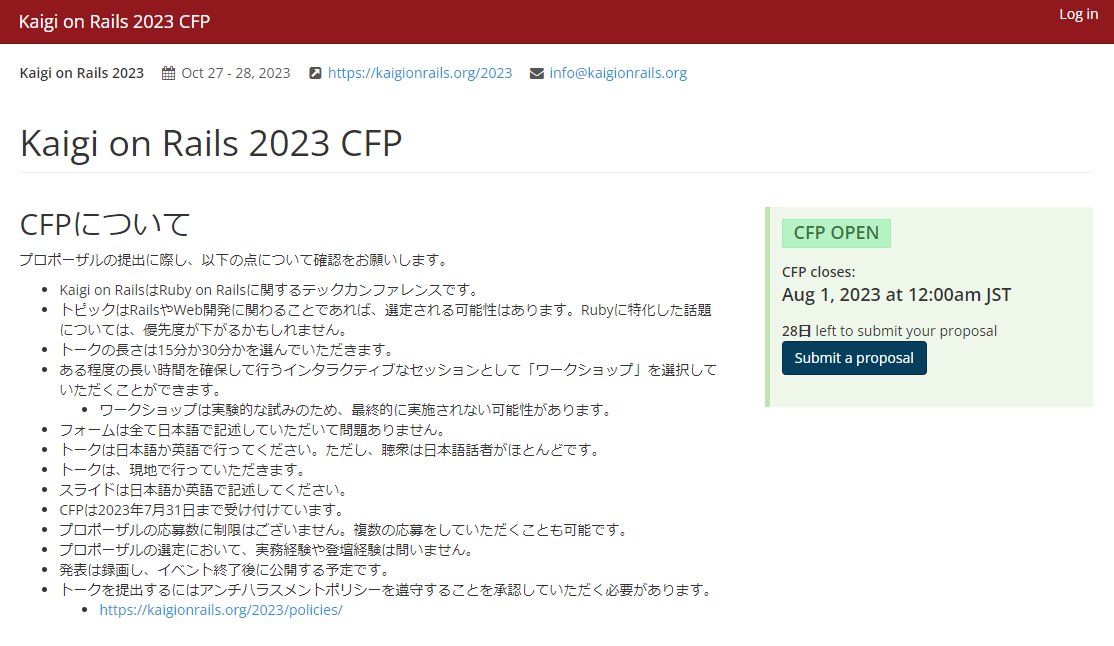 Kaigi on Rails 2023 CFP
Log in
Kaigi on Rails 2023 Oct 27 - 28, 2023 https://kaigionrails.org/2023 info@kaigionrails.org
Kaigi on Rails 2023 CFP
CFPについて
プロポーザルの提出に際し、以下の点について確認をお願いします。
Kaigi on RailsはRuby on Railsに関するテックカンファレンスです。
トピックはRailsやWeb開発に関わることであれば、選定される可能性はあります。Rubyに特化した話題
については、優先度が下がるかもしれません。
トークの長さは15分か30分かを選んでいただきます。
ある程度の長い時間を確保して行うインタラクティブなセッションとして「ワークショップ」を選択して
いただくことができます。
ワークショップは実験的な試みのため、最終的に実施されない可能性があります。
フォームは全て日本語で記述していただいて問題ありません。
トークは日本語か英語で行ってください。ただし、聴衆は日本語話者がほとんどです。
トークは、現地で行っていただきます。
スライドは日本語か英語で記述してください。
CFPは2023年7月31日まで受け付けています。
プロポーザルの応募数に制限はございません。複数の応募をしていただくことも可能です。
プロポーザルの選定において、実務経験や登壇経験は問いません。
発表は録画し、イベント終了後に公開する予定です。
トークを提出するにはアンチハラスメントポリシーを遵守することを承認していただく必要があります。
https://kaigionrails.org/2023/policies/
CFP OPEN
CFP closes:
Aug 1, 2023 at 12:00am JST
28日 left to submit your proposal
Submit a proposal